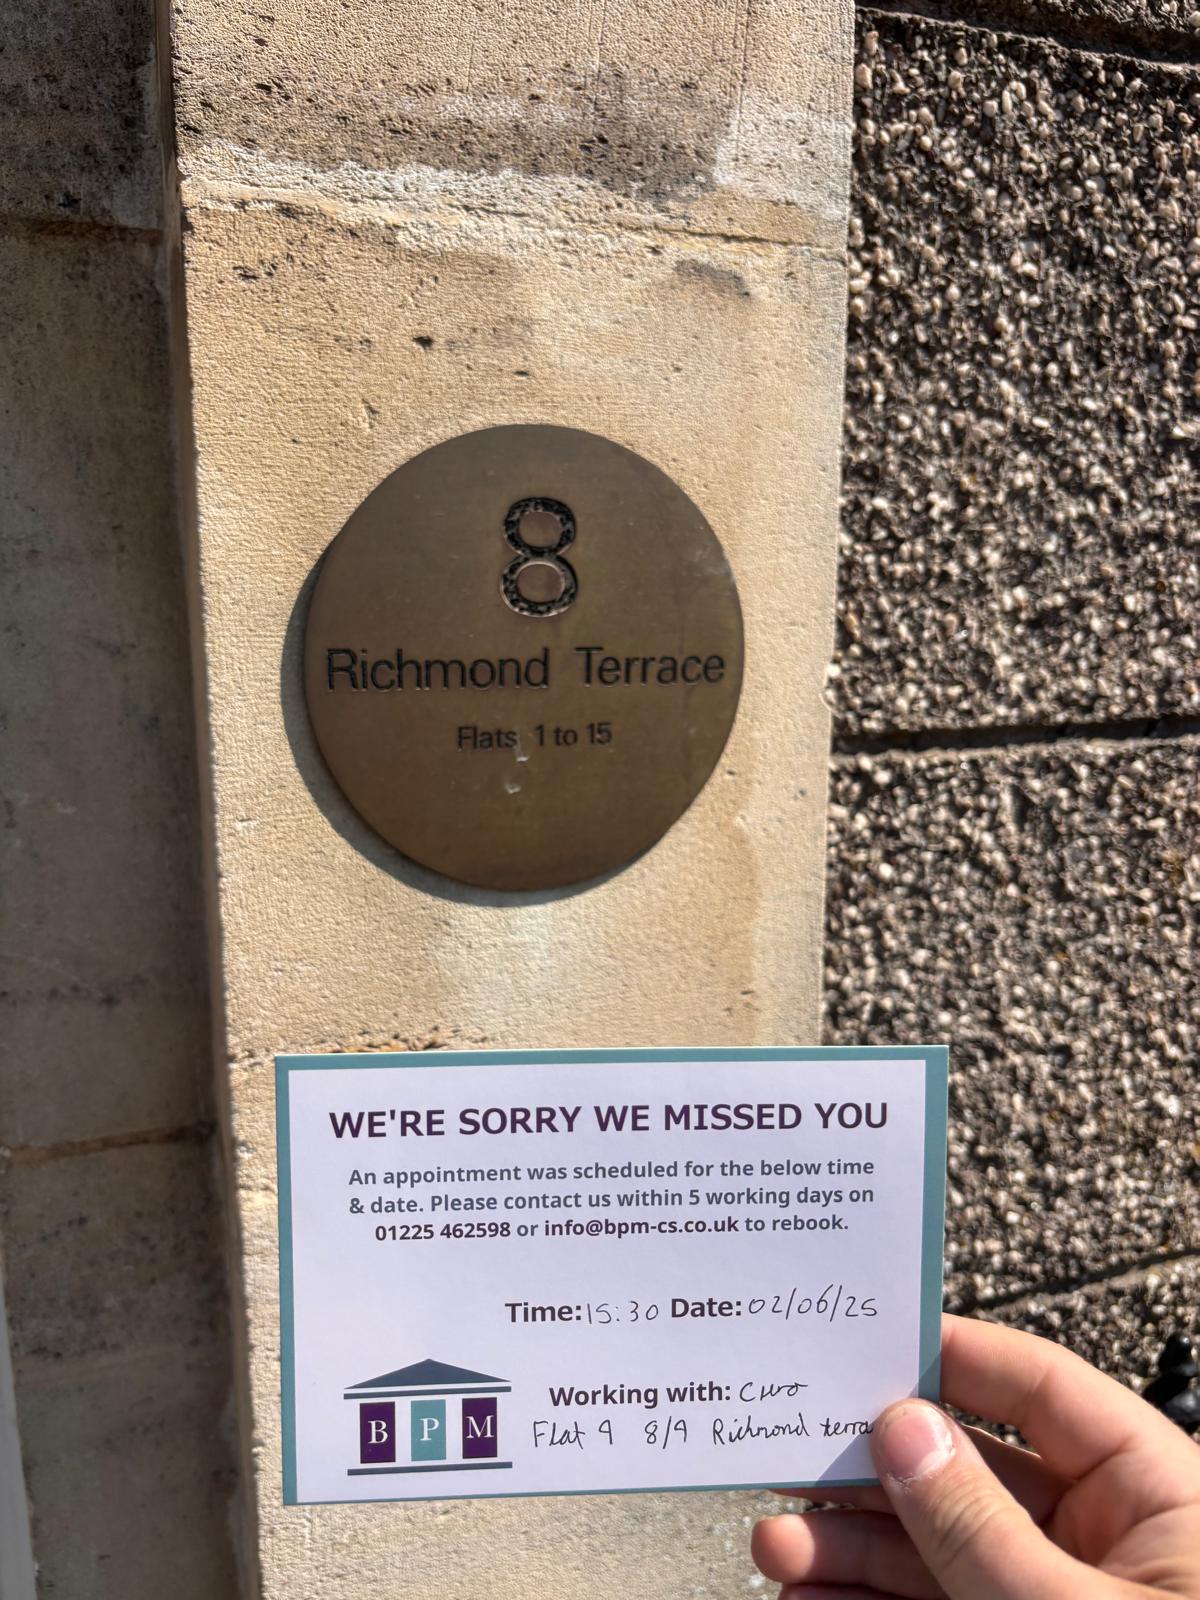 8
Richmond Terrace
Flats 1 to 15
WE'RE SORRY WE MISSED YOU
An appointment was scheduled for the below time
& date. Please contact us within 5 working days on
01225 462598 or info@bpm-cs.co.uk to rebook.
Time: 15:30 Date: 02/06/25
Working with: Curo
Flat 9 8/9 Richmond terra
B P M